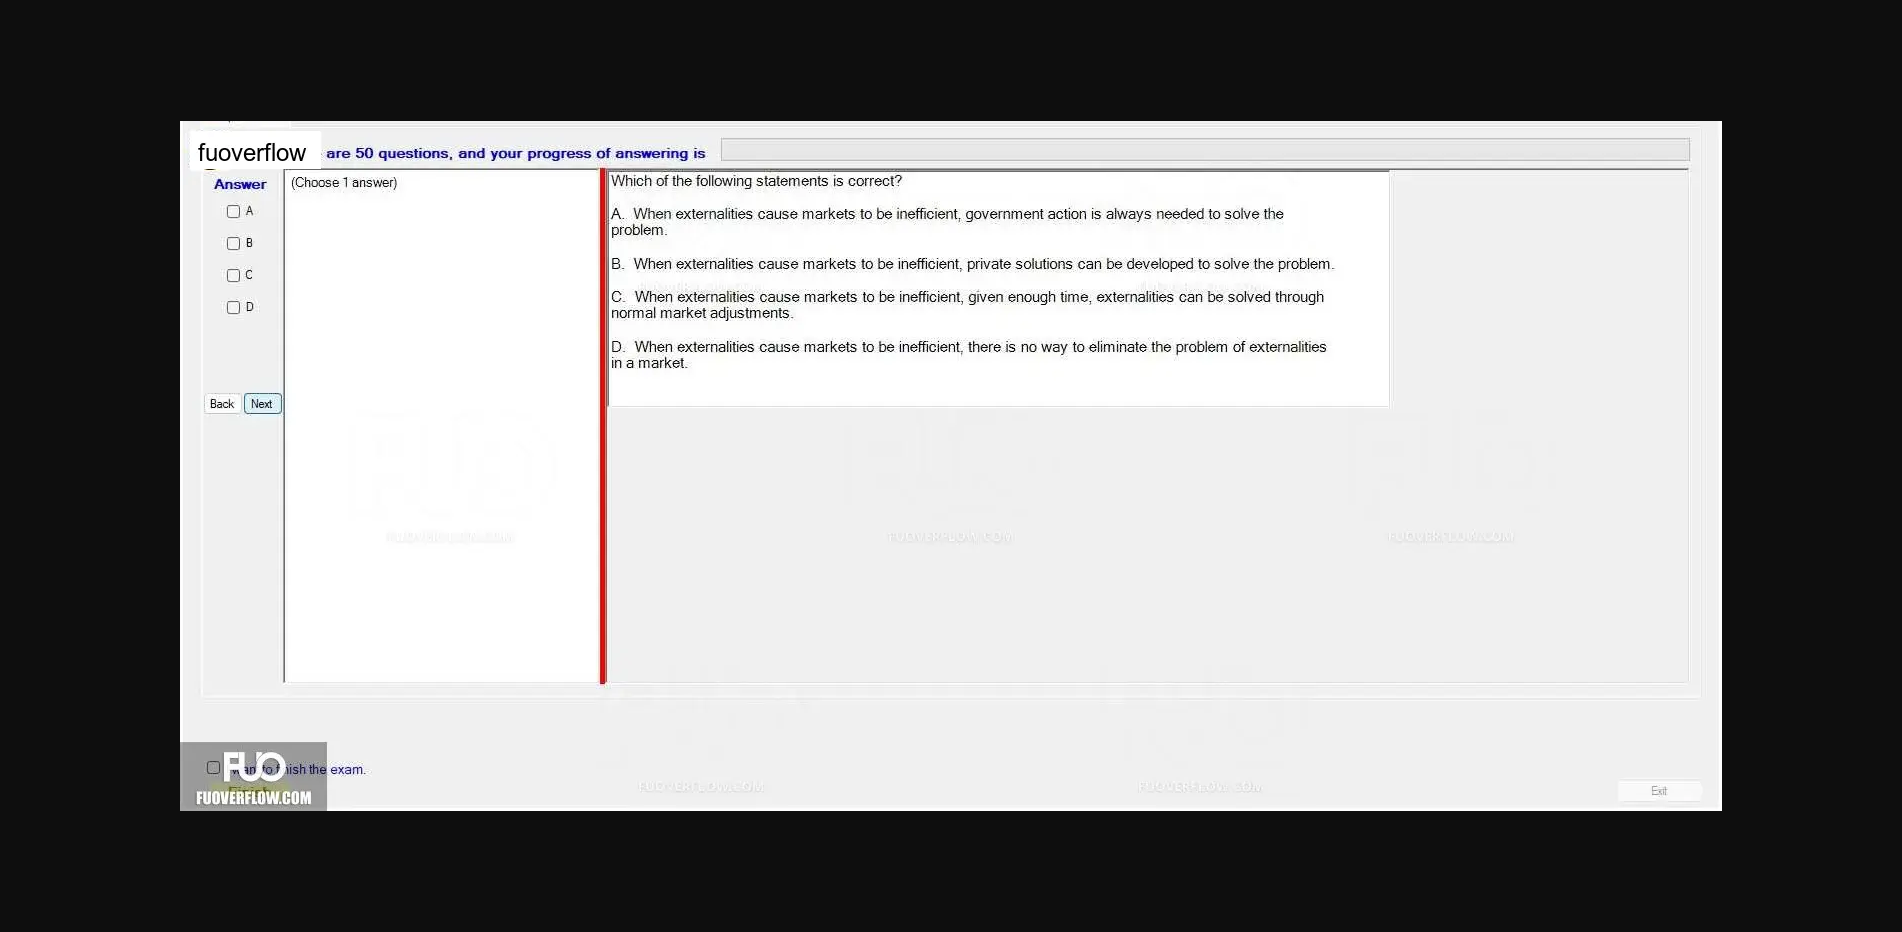 fuoverflow are 50 questions, and your progress of answering is
Answer
(Choose 1 answer)
A
B
C
D
Back Next
Which of the following statements is correct?
A. When externalities cause markets to be inefficient, government action is always needed to solve the
problem.
B. When externalities cause markets to be inefficient, private solutions can be developed to solve the problem.
C. When externalities cause markets to be inefficient, given enough time, externalities can be solved through
normal market adjustments.
D. When externalities cause markets to be inefficient, there is no way to eliminate the problem of externalities
in a market.
FUOVERFLOW.COM FUOVERFLOW.COM FUOVERFLOW.COM
FUO
to finish the exam.
FUOVERFLOW.COM
FUOVERFLOW.COM FUOVERFLOW.COM
Exit